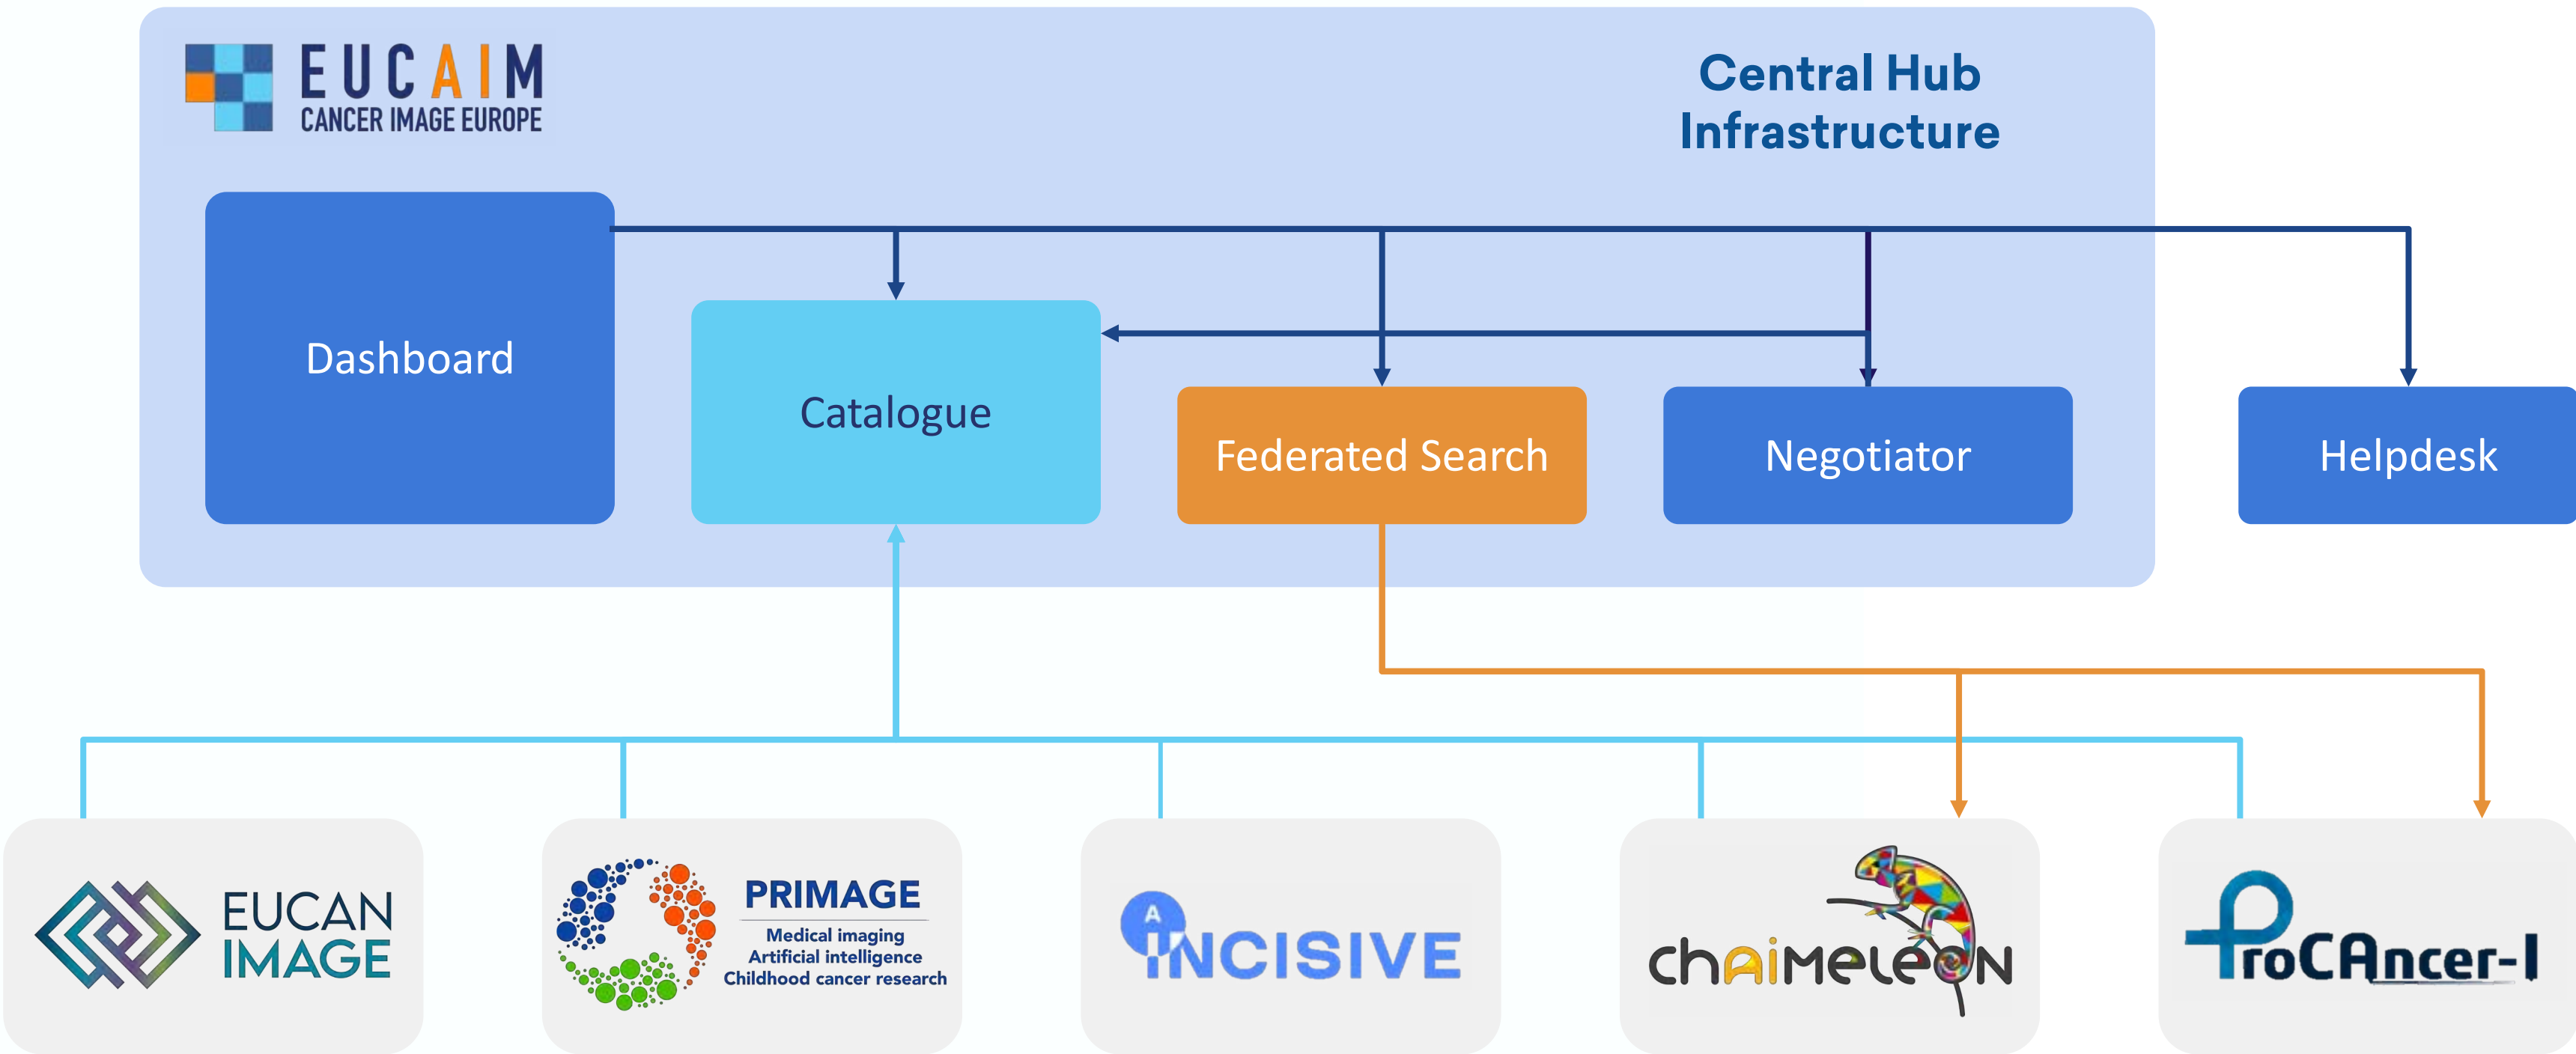 EUCAIM
CANCER IMAGE EUROPE
Central Hub
Infrastructure
Dashboard
Catalogue
Federated Search
Negotiator
Helpdesk
EUCAN
IMAGE
PRIMAGE
Medical imaging
Artificial intelligence
Childhood cancer research
AI
INCISIVE
chAiMeleoN
ProCAncer-I